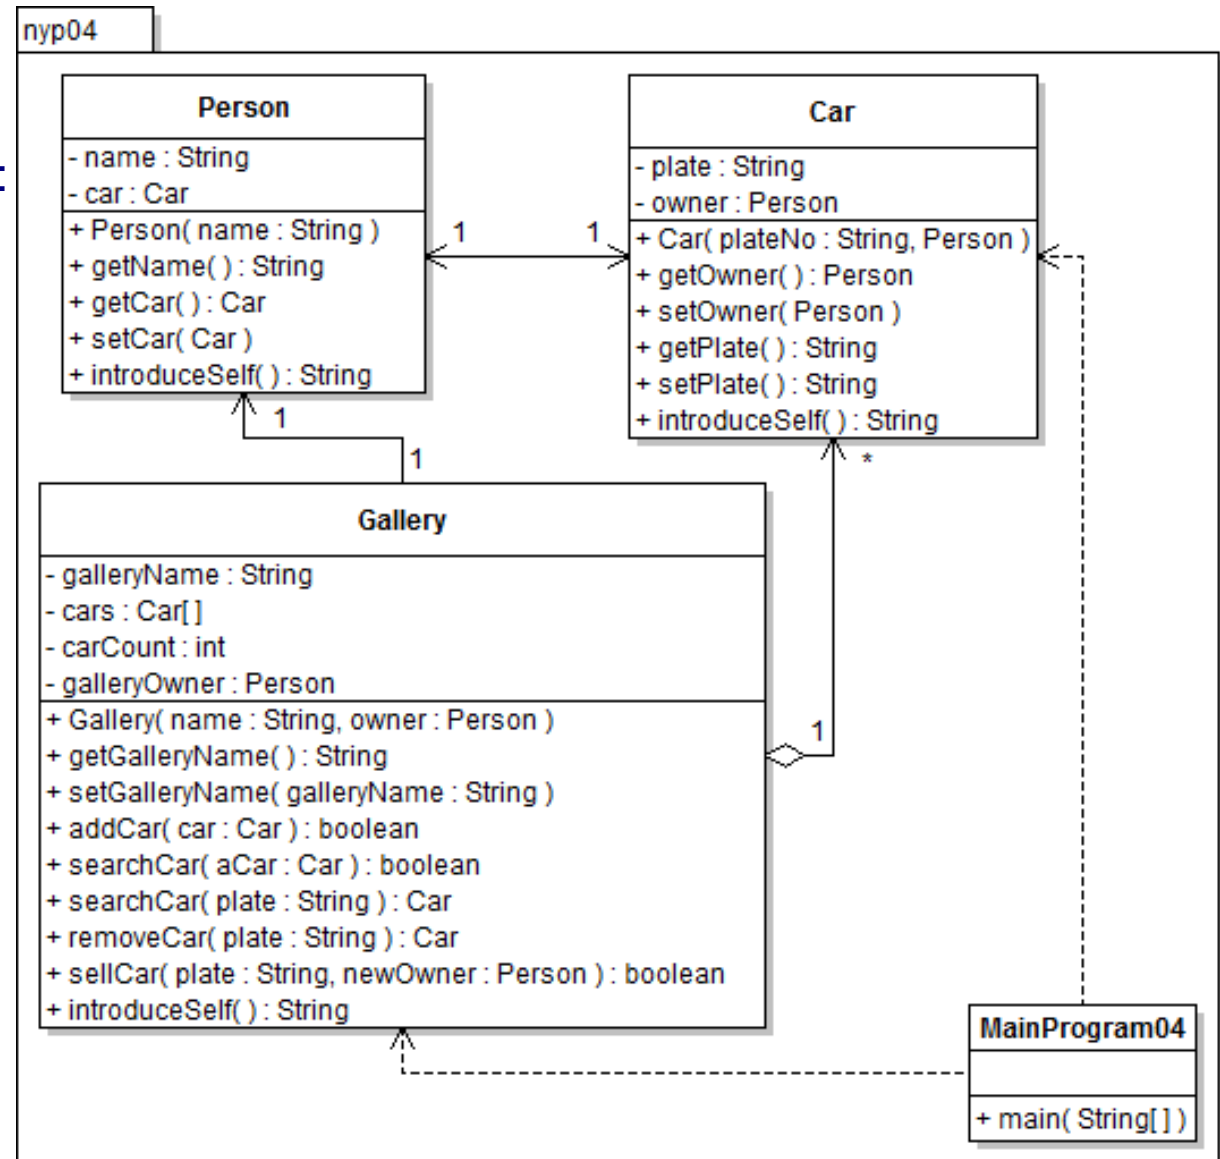 nyp04
Person
- name : String
- car : Car
+ Person( name : String )
+ getName( ) : String
+ getCar( ) : Car
+ setCar( Car )
+ introduceSelf( ) : String
Car
- plate : String
- owner : Person
+ Car( plateNo : String, Person )
+ getOwner( ) : Person
+ setOwner( Person )
+ getPlate( ) : String
+ setPlate( ) : String
+ introduceSelf( ) : String
1
1
1
1
*
Gallery
- galleryName : String
- cars : Car[ ]
- carCount : int
- galleryOwner : Person
+ Gallery( name : String, owner : Person )
+ getGalleryName( ) : String
+ setGalleryName( galleryName : String )
+ addCar( car : Car ) : boolean
+ searchCar( aCar : Car ) : boolean
+ searchCar( plate : String ) : Car
+ removeCar( plate : String ) : Car
+ sellCar( plate : String, newOwner : Person ) : boolean
+ introduceSelf( ) : String
1
MainProgram04
+ main( String[ ] )